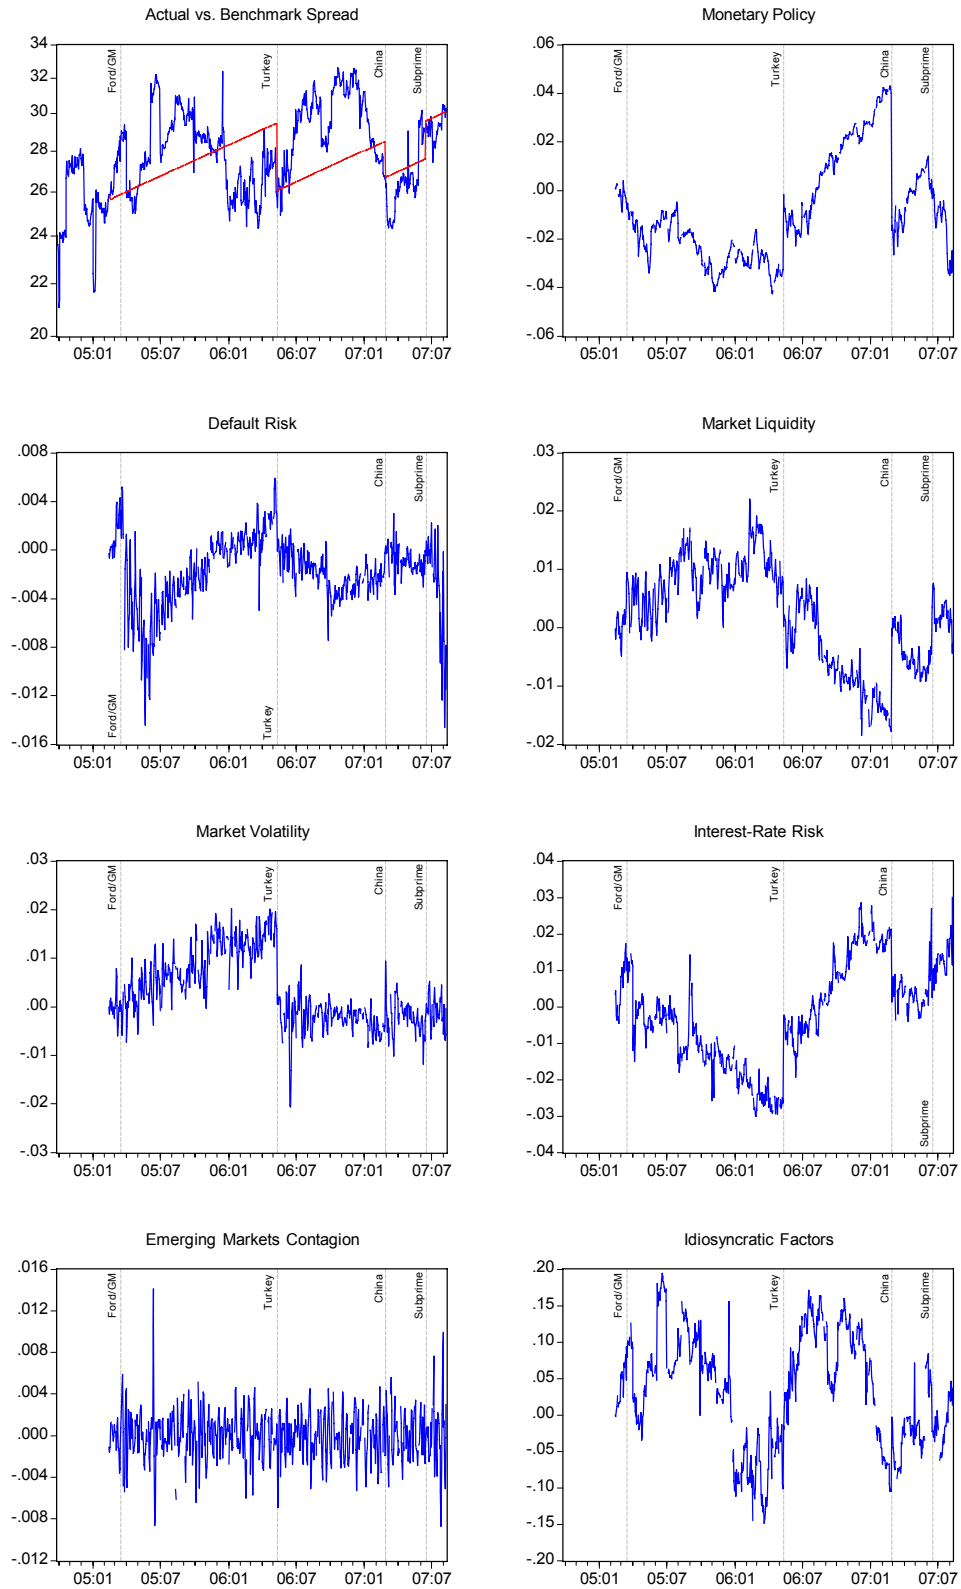 Actual vs. Benchmark Spread
34
32
30
28
26
24
22
20
Ford/GM
Turkey
China
Subprime
05:01 05:07 06:01 06:07 07:01 07:07
Monetary Policy
.06
.04
.02
.00
-.02
-.04
-.06
Ford/GM
Turkey
China
Subprime
05:01 05:07 06:01 06:07 07:01 07:07
Default Risk
.008
.004
.000
-.004
-.008
-.012
-.016
China
Subprime
Ford/GM
Turkey
05:01 05:07 06:01 06:07 07:01 07:07
Market Liquidity
.03
.02
.01
.00
-.01
-.02
Ford/GM
Turkey
China
Subprime
05:01 05:07 06:01 06:07 07:01 07:07
Market Volatility
.03
.02
.01
.00
-.01
-.02
-.03
Ford/GM
Turkey
China
Subprime
05:01 05:07 06:01 06:07 07:01 07:07
Interest-Rate Risk
.04
.03
.02
.01
.00
-.01
-.02
-.03
-.04
Ford/GM
Turkey
China
Subprime
05:01 05:07 06:01 06:07 07:01 07:07
Emerging Markets Contagion
.016
.012
.008
.004
.000
-.004
-.008
-.012
Ford/GM
Turkey
China
Subprime
05:01 05:07 06:01 06:07 07:01 07:07
Idiosyncratic Factors
.20
.15
.10
.05
.00
-.05
-.10
-.15
-.20
Ford/GM
Turkey
China
Subprime
05:01 05:07 06:01 06:07 07:01 07:07